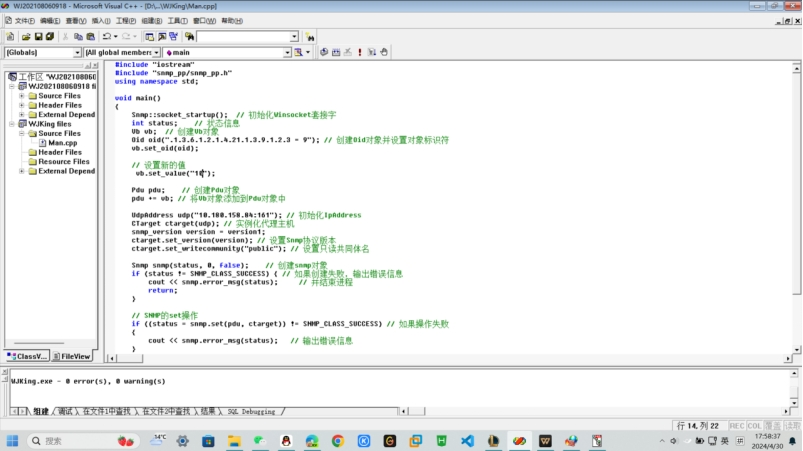 WJ202108060918 - Microsoft Visual C++ - [D:\...\WJKing\Man.cpp]
文件(F) 编辑(E) 查看(V) 插入(I) 工程(P) 组建(B) 工具(T) 窗口(W) 帮助(H)
(Globals) (All global members main
工作区 'WJ20210806091
WJ202108060918 fi
Source Files
Header Files
External Depend
WJKing files
Source Files
Man.cpp
Header Files
Resource Files
External Depend
ClassV... FileView
#include "iostream"
#include "snmp_pp/snmp_pp.h"
using namespace std;
void main()
{
Snmp::socket_startup(); // 初始化Winsock套接字
int status; // 状态信息
Vb vb; // 创建Vb对象
Oid oid(".1.3.6.1.2.1.4.21.1.3.9.1.2.3 = 9"); // 创建Oid对象并设置对象标识符
vb.set_oid(oid);
// 设置新的值
vb.set_value("10");
Pdu pdu; // 创建Pdu对象
pdu += vb; // 将Vb对象添加到Pdu对象中
UdpAddress udp("10.180.158.84:161"); // 初始化IpAddress
CTarget ctarget(udp); // 实例化代理主机
snmp_version version = version1;
ctarget.set_version(version); // 设置Snmp协议版本
ctarget.set_writecommunity("public"); // 设置只读共同体名
Snmp snmp(status, 0, false); // 创建snmp对象
if (status != SNMP_CLASS_SUCCESS) { // 如果创建失败，输出错误信息
cout << snmp.error_msg(status); // 并结束进程
return;
}
// SNMP的set操作
if ((status = snmp.set(pdu, ctarget)) != SNMP_CLASS_SUCCESS) // 如果操作失败
{
cout << snmp.error_msg(status); // 输出错误信息
}
WJKing.exe - 0 error(s), 0 warning(s)
组建 调试 在文件1中查找 在文件2中查找 结果 SQL Debugging
行 14, 列 22 REC COL 覆盖 读取
搜索 34°C 英 拼 17:58:37
2024/4/30